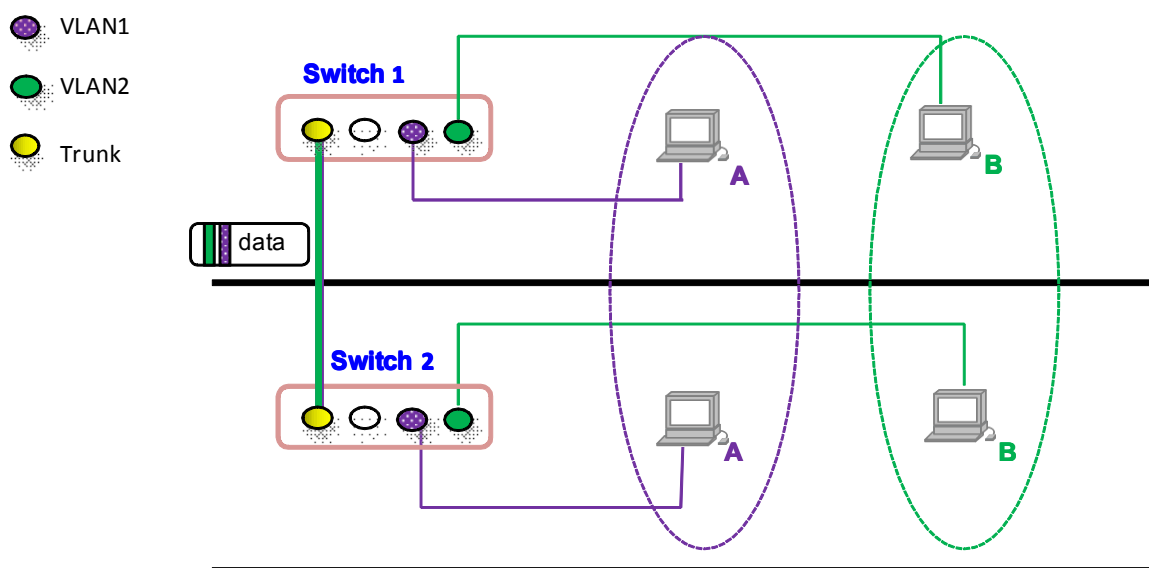 VLAN1
VLAN2
Trunk
Switch 1
A
B
data
Switch 2
A
B